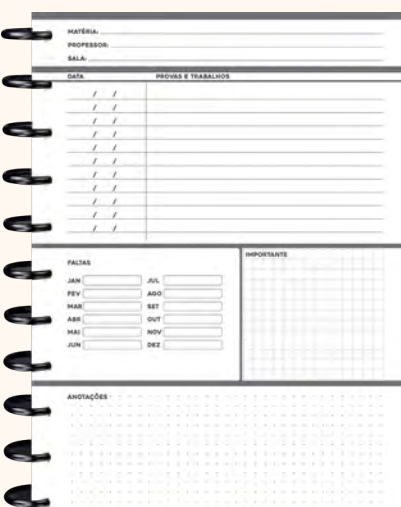 MATÉRIA:
PROFESSOR:
SALA:
DATA PROVAS E TRABALHOS
/ /
/ /
/ /
/ /
/ /
/ /
/ /
/ /
/ /
/ /
/ /
FALTAS
JAN JUL
FEV AGO
MAR SET
ABR OUT
MAI NOV
JUN DEZ
IMPORTANTE
ANOTAÇÕES